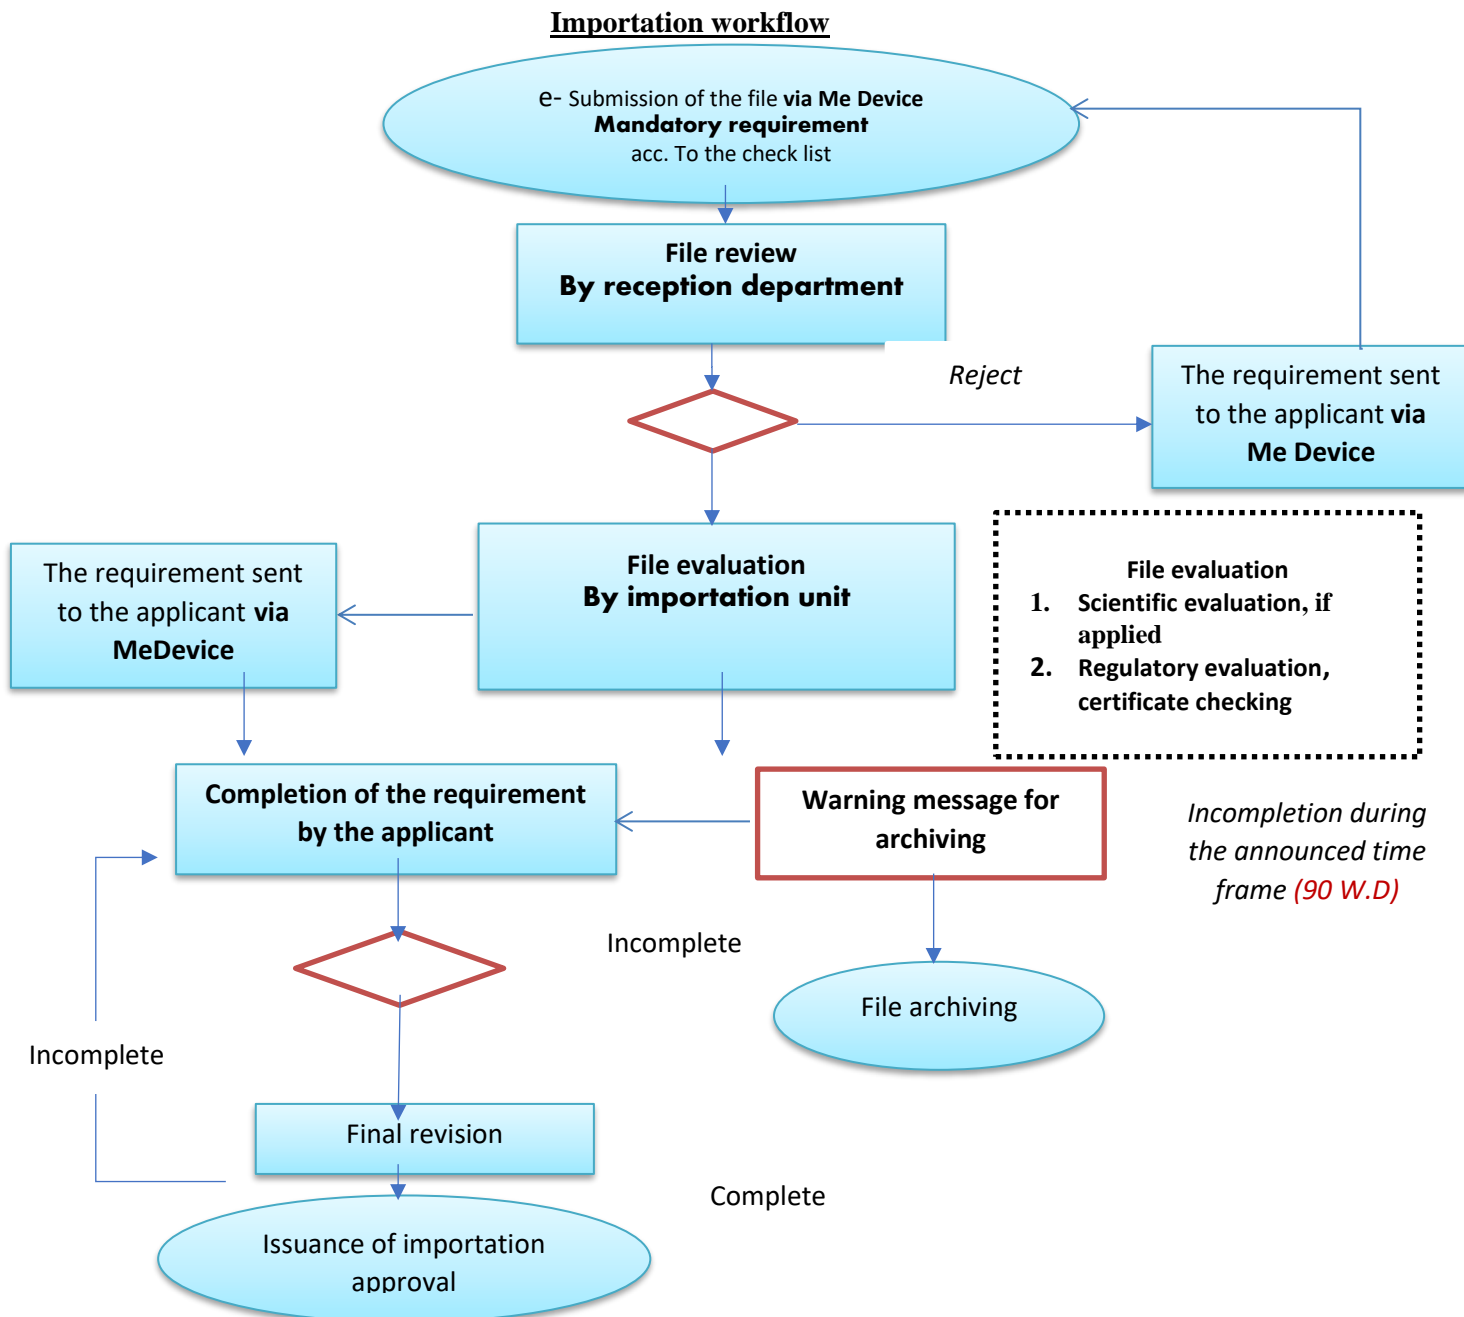 Importation workflow
e- Submission of the file via Me Device
Mandatory requirement
acc. To the check list
File review
By reception department
Reject
The requirement sent
to the applicant via
Me Device
File evaluation
By importation unit
The requirement sent
to the applicant via
MeDevice
File evaluation
1. Scientific evaluation, if
applied
2. Regulatory evaluation,
certificate checking
Completion of the requirement
by the applicant
Warning message for
archiving
Incompletion during
the announced time
frame (90 W.D)
Incomplete
File archiving
Incomplete
Final revision
Complete
Issuance of importation
approval